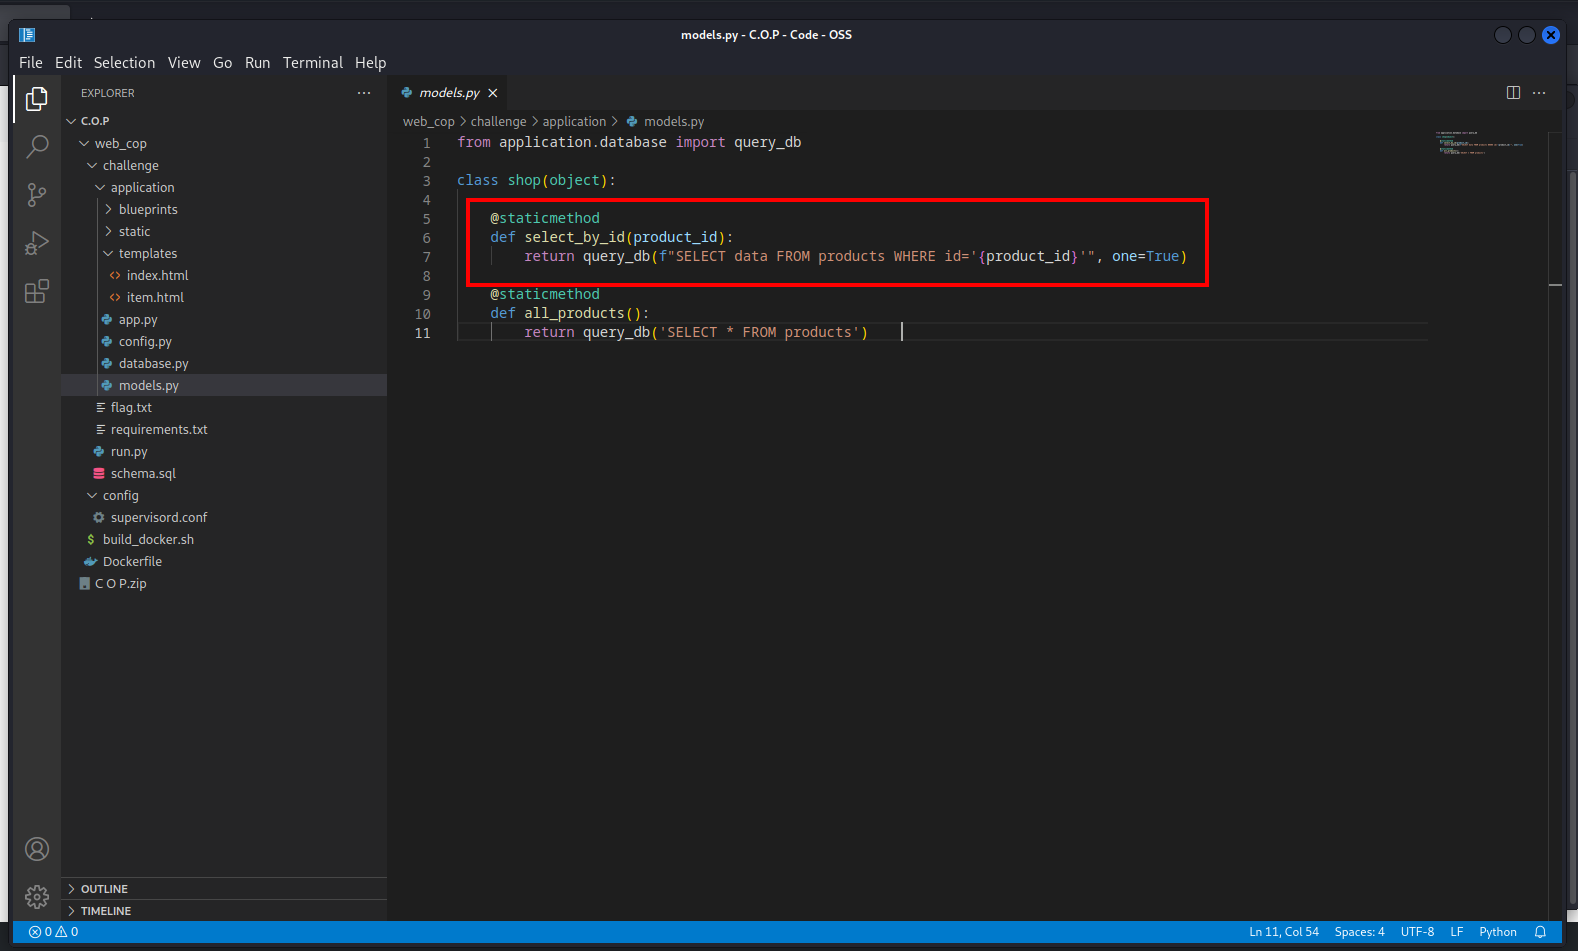 models.py - C.O.P - Code - OSS
File Edit Selection View Go Run Terminal Help
EXPLORER
C.O.P
web_cop
challenge
application
blueprints
static
templates
index.html
item.html
app.py
config.py
database.py
models.py
flag.txt
requirements.txt
run.py
schema.sql
config
supervisord.conf
build_docker.sh
Dockerfile
C O P.zip
OUTLINE
TIMELINE
models.py
web_cop > challenge > application > models.py
1 from application.database import query_db
2
3 class shop(object):
4
5 @staticmethod
6 def select_by_id(product_id):
7 return query_db(f"SELECT data FROM products WHERE id='{product_id}'", one=True)
8
9 @staticmethod
10 def all_products():
11 return query_db('SELECT * FROM products')
0 0 Ln 11, Col 54 Spaces: 4 UTF-8 LF Python